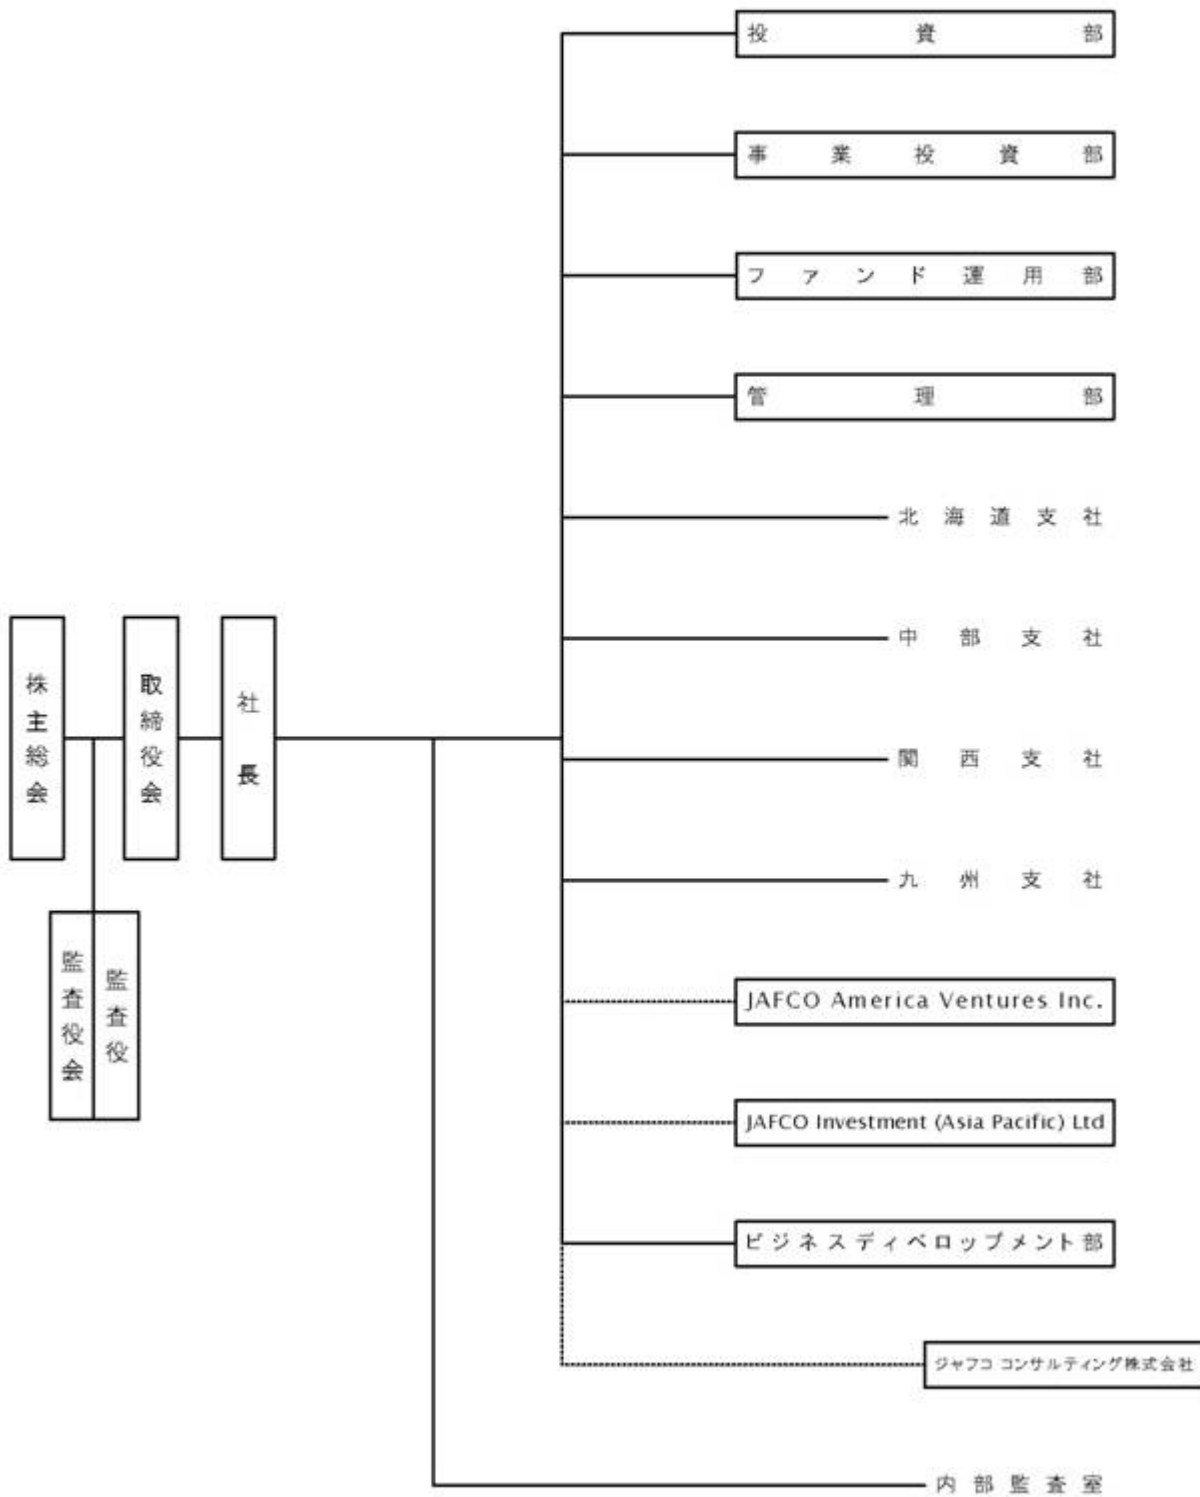 投資部
事業投資部
ファンド運用部
管理部
北海道支社
中部支社
関西支社
九州支社
株主総会
取締役会
社長
監査役会
監査役
JAFCO America Ventures Inc.
JAFCO Investment (Asia Pacific) Ltd
ビジネスディベロップメント部
ジャフコ コンサルティング株式会社
内部監査室